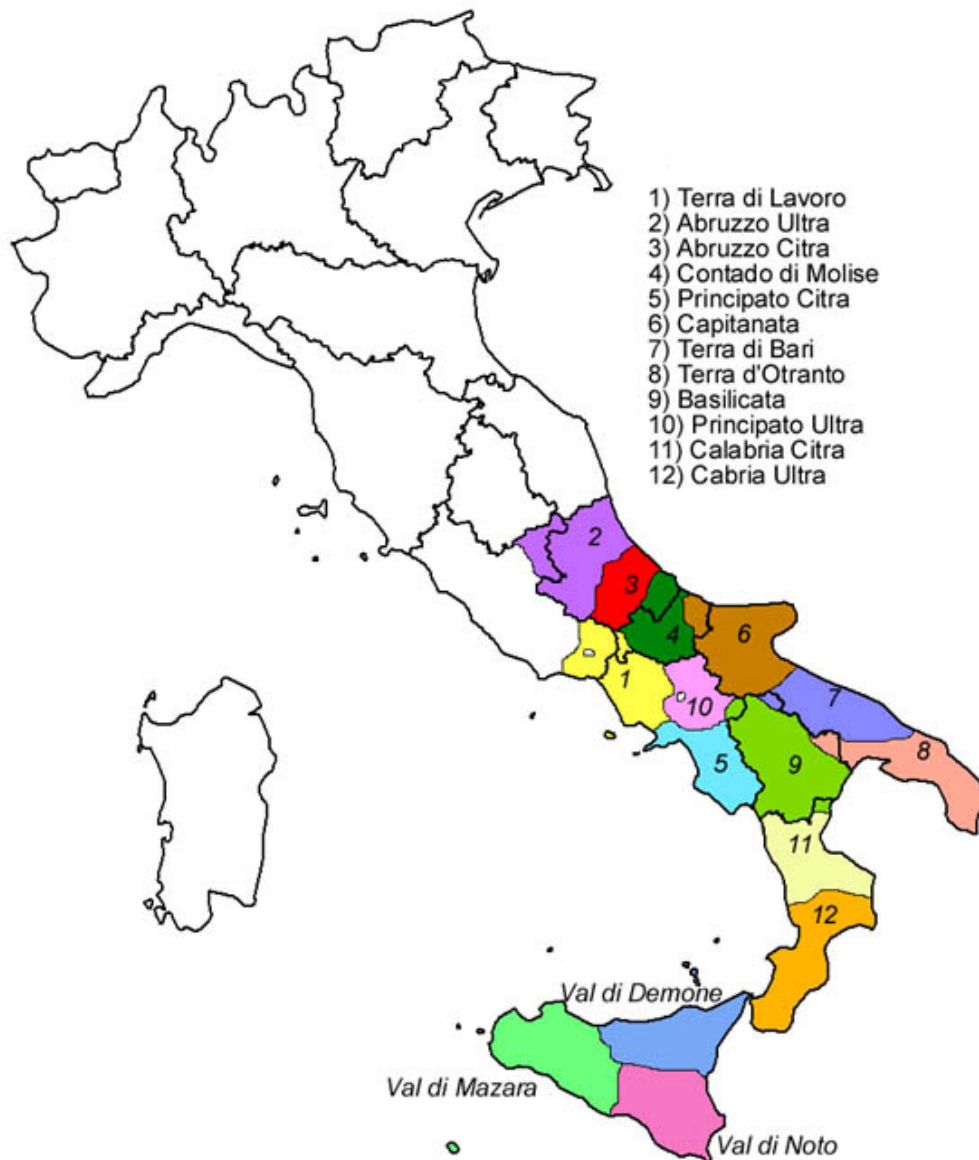 1) Terra di Lavoro
2) Abruzzo Ultra
3) Abruzzo Citra
4) Contado di Molise
5) Principato Citra
6) Capitanata
7) Terra di Bari
8) Terra d'Otranto
9) Basilicata
10) Principato Ultra
11) Calabria Citra
12) Cabria Ultra
2
3
4
6
1
10
7
5
9
8
11
12
Val di Demone
Val di Mazara
Val di Noto